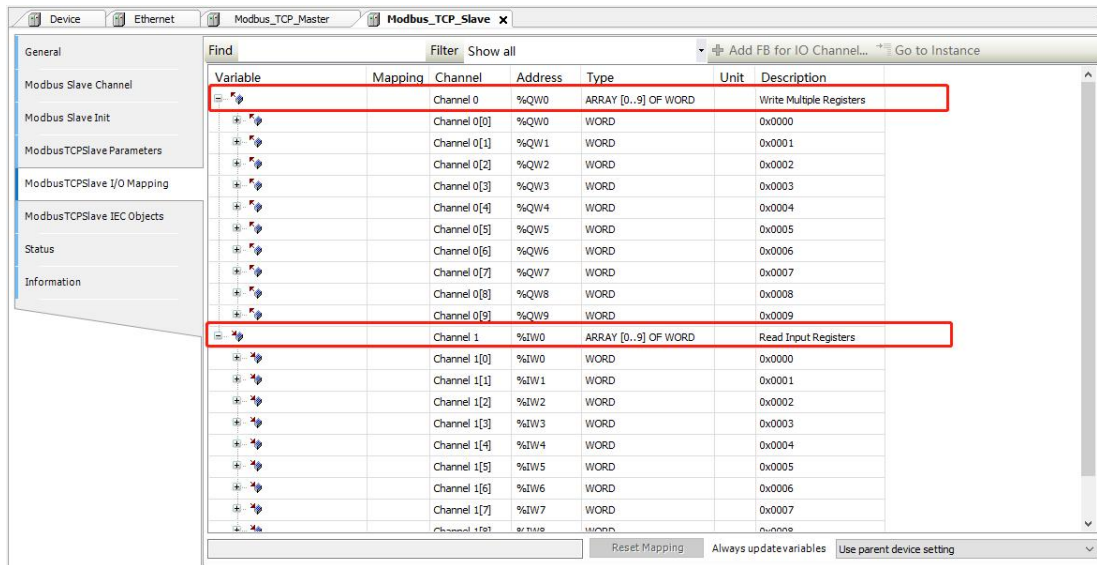 Device Ethernet Modbus_TCP_Master Modbus_TCP_Slave X
General
Modbus Slave Channel
Modbus Slave Init
ModbusTCPSlave Parameters
ModbusTCPSlave I/O Mapping
ModbusTCPSlave IEC Objects
Status
Information
Find Filter Show all Add FB for IO Channel... Go to Instance
Variable Mapping Channel Address Type Unit Description
Channel 0 %QW0 ARRAY [0..9] OF WORD Write Multiple Registers
Channel 0[0] %QW0 WORD 0x0000
Channel 0[1] %QW1 WORD 0x0001
Channel 0[2] %QW2 WORD 0x0002
Channel 0[3] %QW3 WORD 0x0003
Channel 0[4] %QW4 WORD 0x0004
Channel 0[5] %QW5 WORD 0x0005
Channel 0[6] %QW6 WORD 0x0006
Channel 0[7] %QW7 WORD 0x0007
Channel 0[8] %QW8 WORD 0x0008
Channel 0[9] %QW9 WORD 0x0009
Channel 1 %IW0 ARRAY [0..9] OF WORD Read Input Registers
Channel 1[0] %IW0 WORD 0x0000
Channel 1[1] %IW1 WORD 0x0001
Channel 1[2] %IW2 WORD 0x0002
Channel 1[3] %IW3 WORD 0x0003
Channel 1[4] %IW4 WORD 0x0004
Channel 1[5] %IW5 WORD 0x0005
Channel 1[6] %IW6 WORD 0x0006
Channel 1[7] %IW7 WORD 0x0007
Channel 1[8] %IW8 WORD 0x0008
Reset Mapping Always update variables Use parent device setting